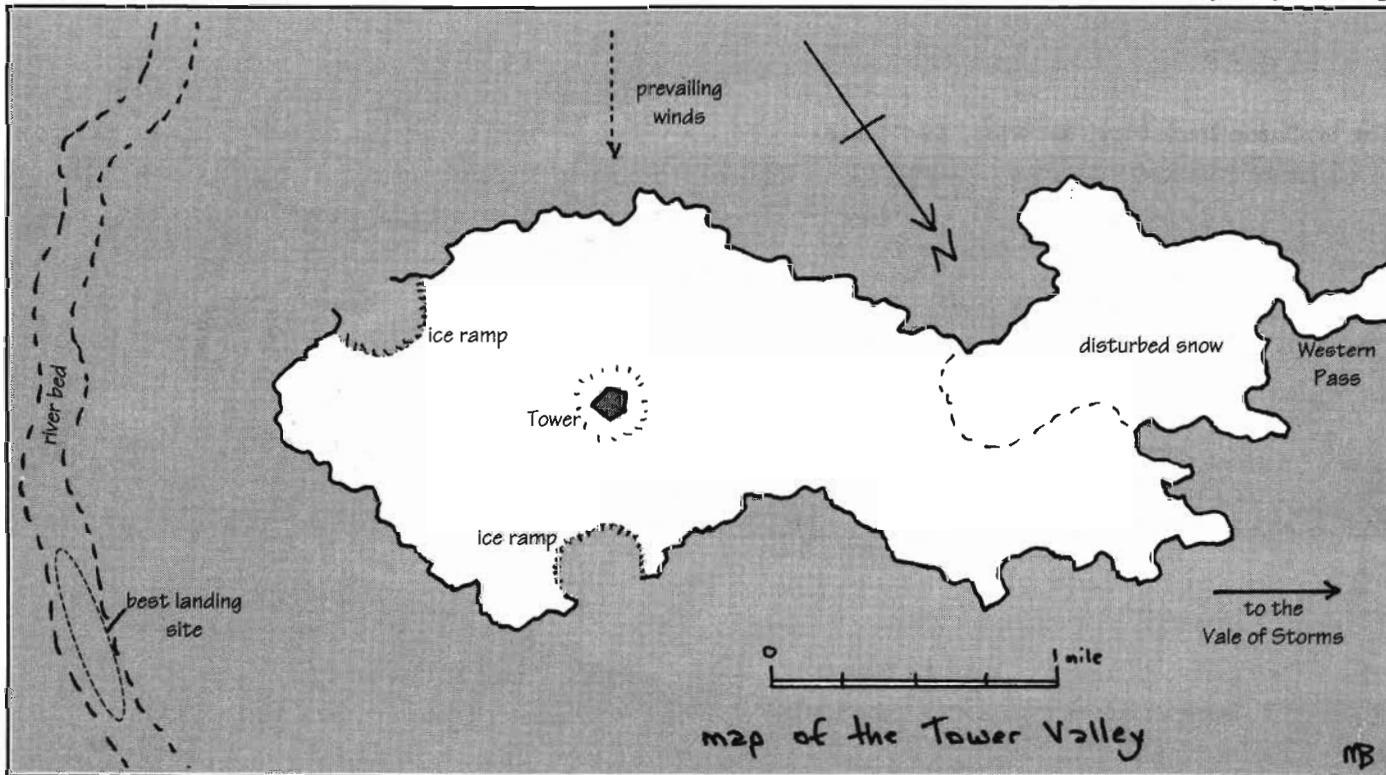 prevailing
winds
N
ice ramp
disturbed snow
Western
Pass
Tower
river bed
ice ramp
best landing
site
to the
Vale of Storms
0
1 mile
map of the Tower Valley
MB